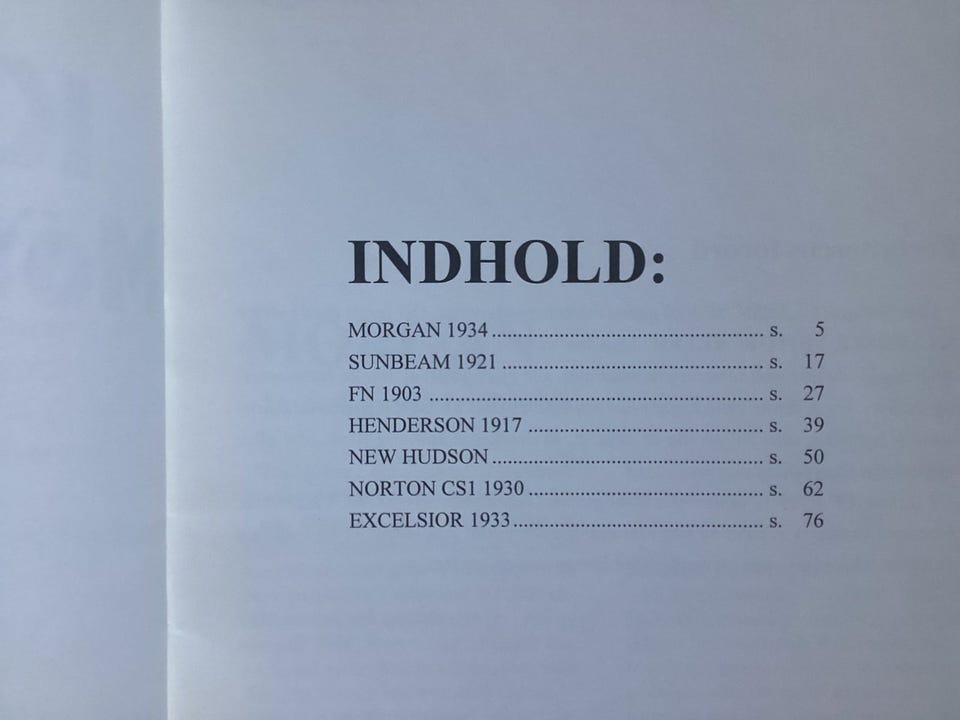 INDHOLD:
MORGAN 1934 ................................................ s. 5
SUNBEAM 1921 .............................................. s. 17
FN 1903 ........................................................... s. 27
HENDERSON 1917 .......................................... s. 39
NEW HUDSON ................................................ s. 50
NORTON CS1 1930 .......................................... s. 62
EXCELSIOR 1933 ............................................. s. 76